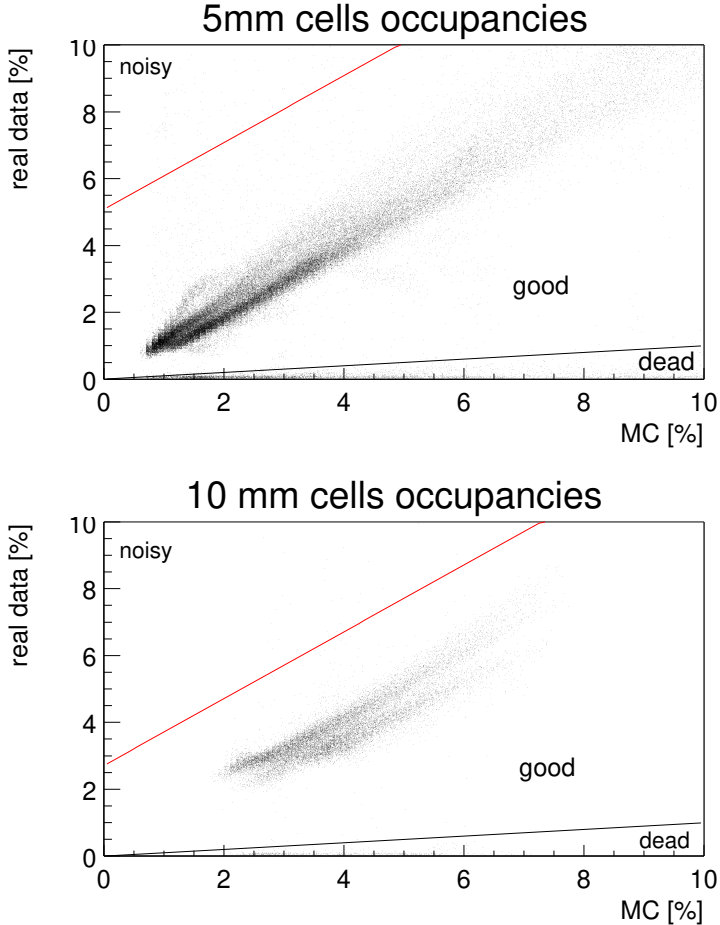 5mm cells occupancies
real data [%]
10
8
6
4
2
0
noisy
good
dead
0 2 4 6 8 10
MC [%]
10 mm cells occupancies
real data [%]
10
8
6
4
2
0
noisy
good
dead
0 2 4 6 8 10
MC [%]